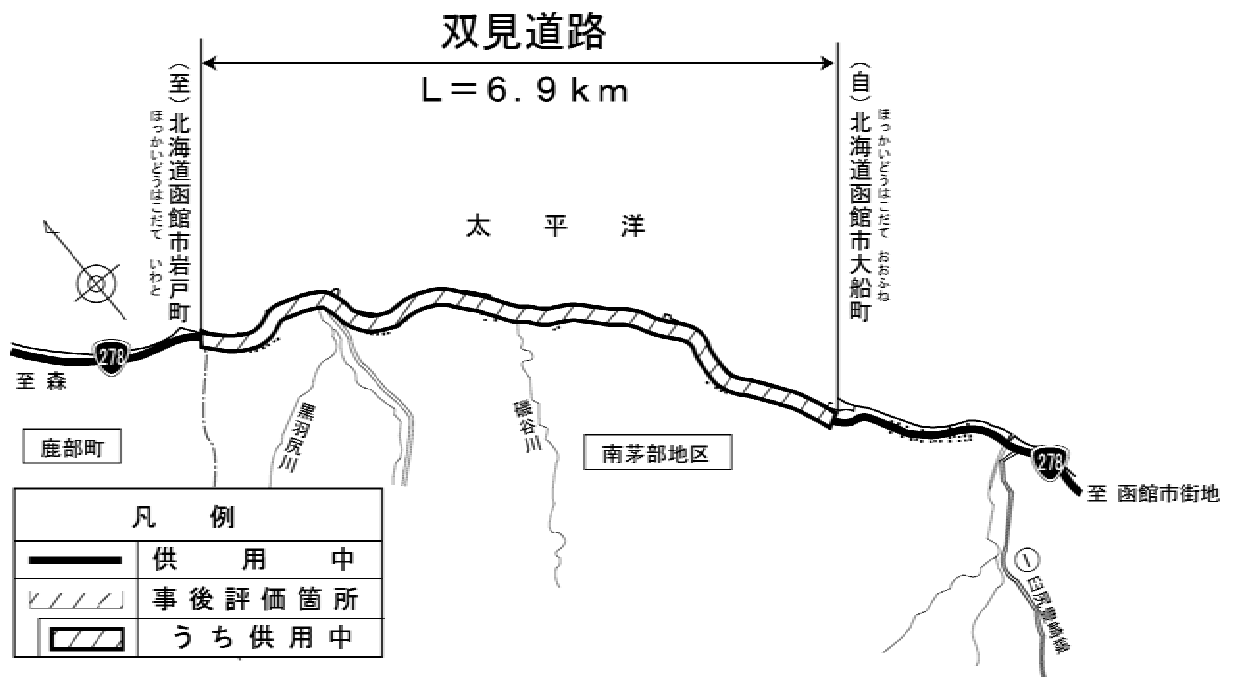 双見道路
L=6.9km
(至)北海道函館市岩戸町
ほっかいどうはこだて いわと
(自)北海道函館市大船町
ほっかいどうはこだて おおふね
太平洋
278
至 森
鹿部町
黒羽尻川
磯谷川
南茅部地区
278
至 函館市街地
臼尻豊崎線
凡例
供用中
事後評価箇所
うち供用中